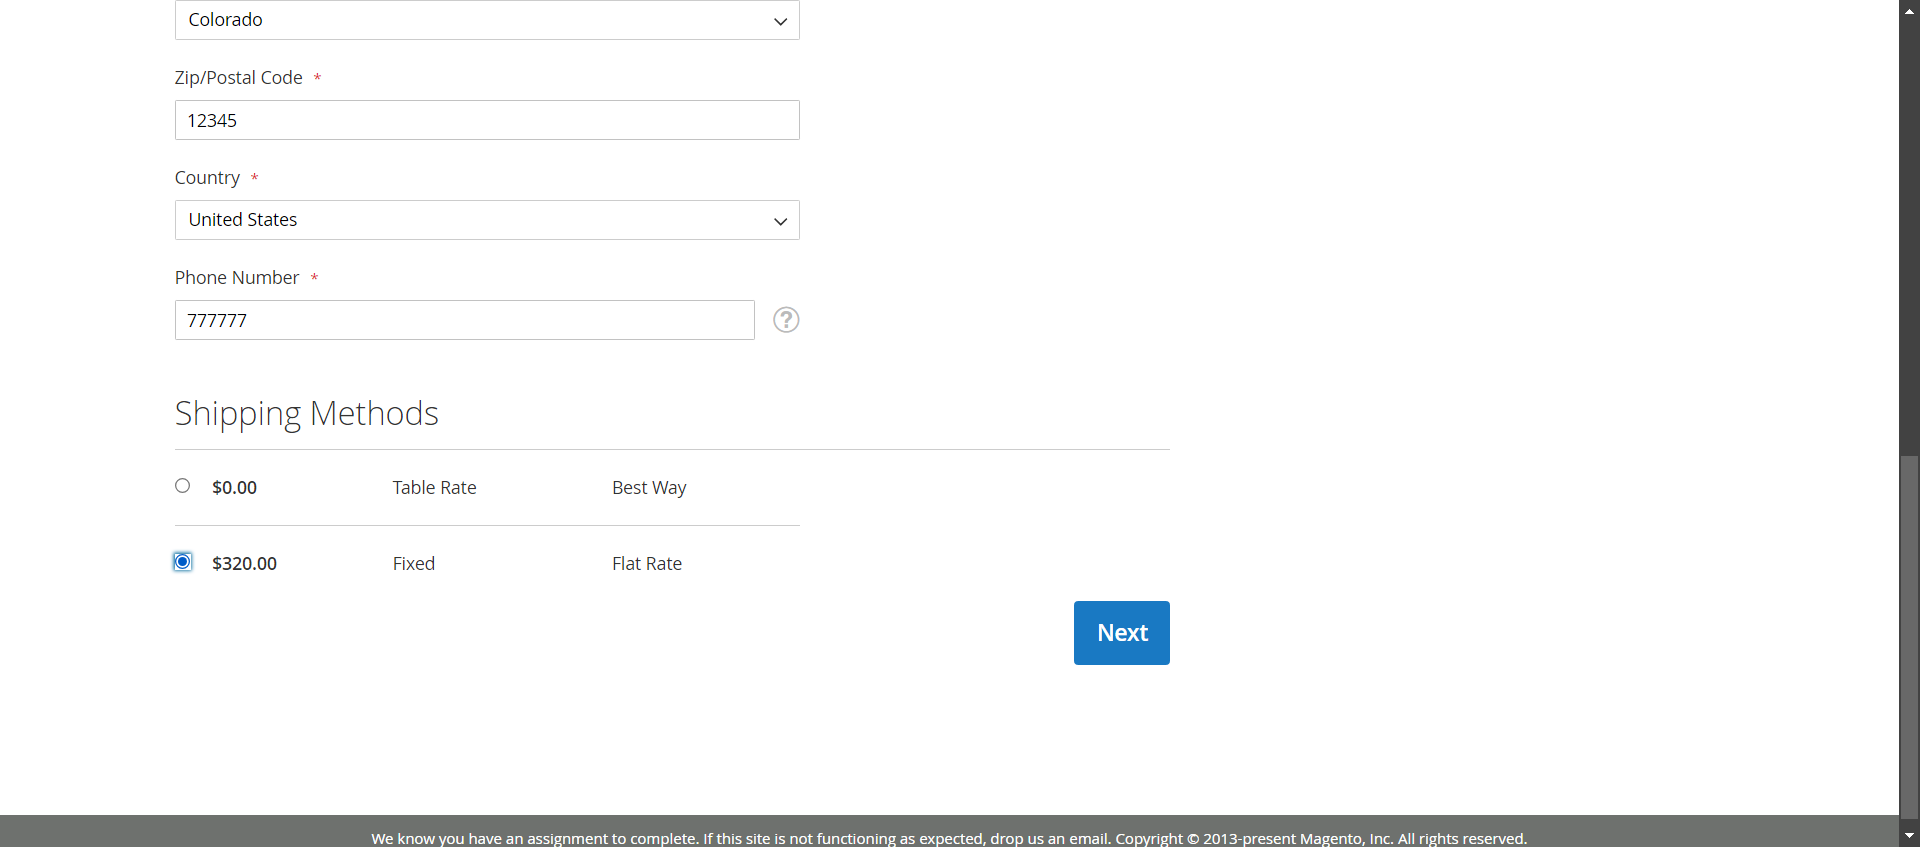 Colorado
Zip/Postal Code *
12345
Country *
United States
Phone Number *
777777
?
Shipping Methods
$0.00 Table Rate Best Way
$320.00 Fixed Flat Rate
Next
We know you have an assignment to complete. If this site is not functioning as expected, drop us an email. Copyright © 2013-present Magento, Inc. All rights reserved.